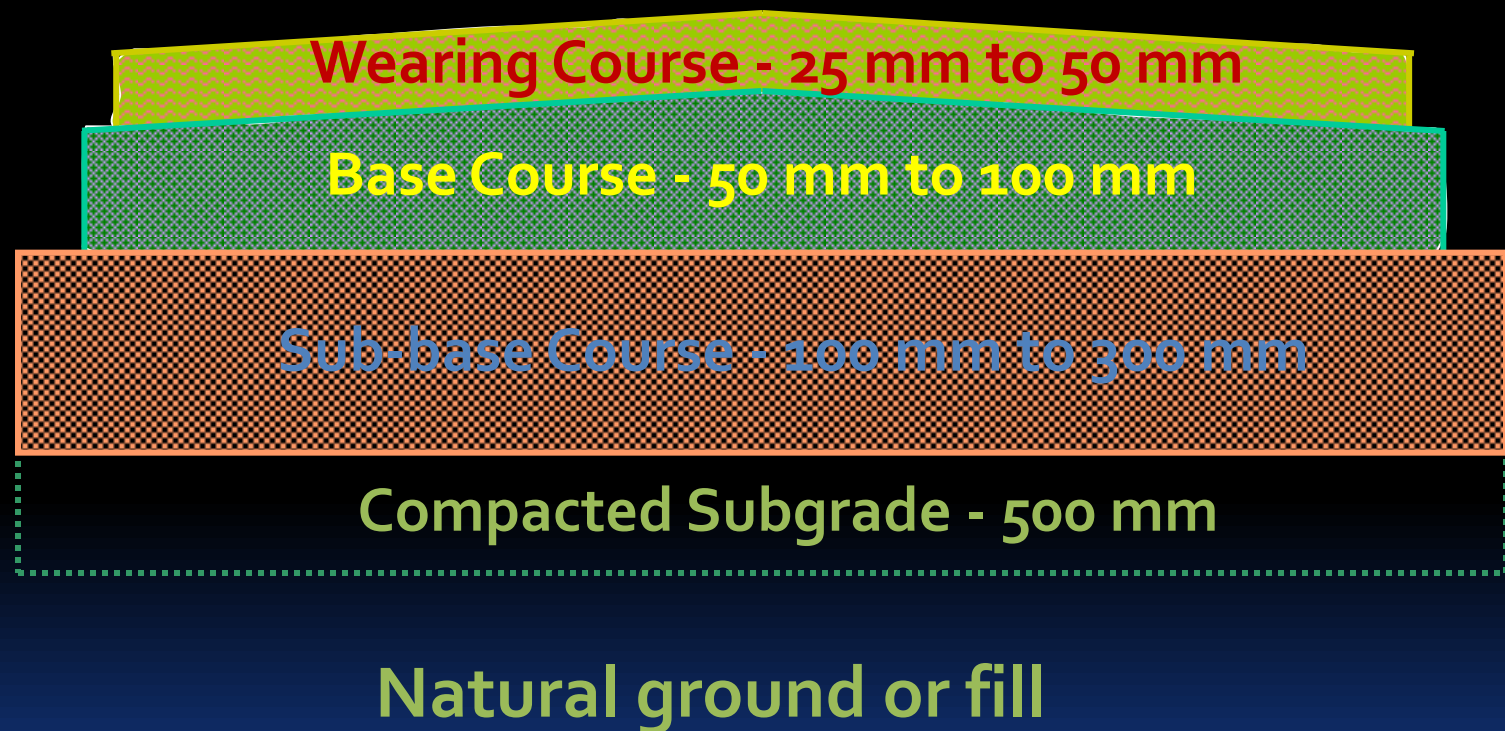 Wearing Course - 25 mm to 50 mm
Base Course - 50 mm to 100 mm
Sub-base Course - 100 mm to 300 mm
Compacted Subgrade - 500 mm
Natural ground or fill